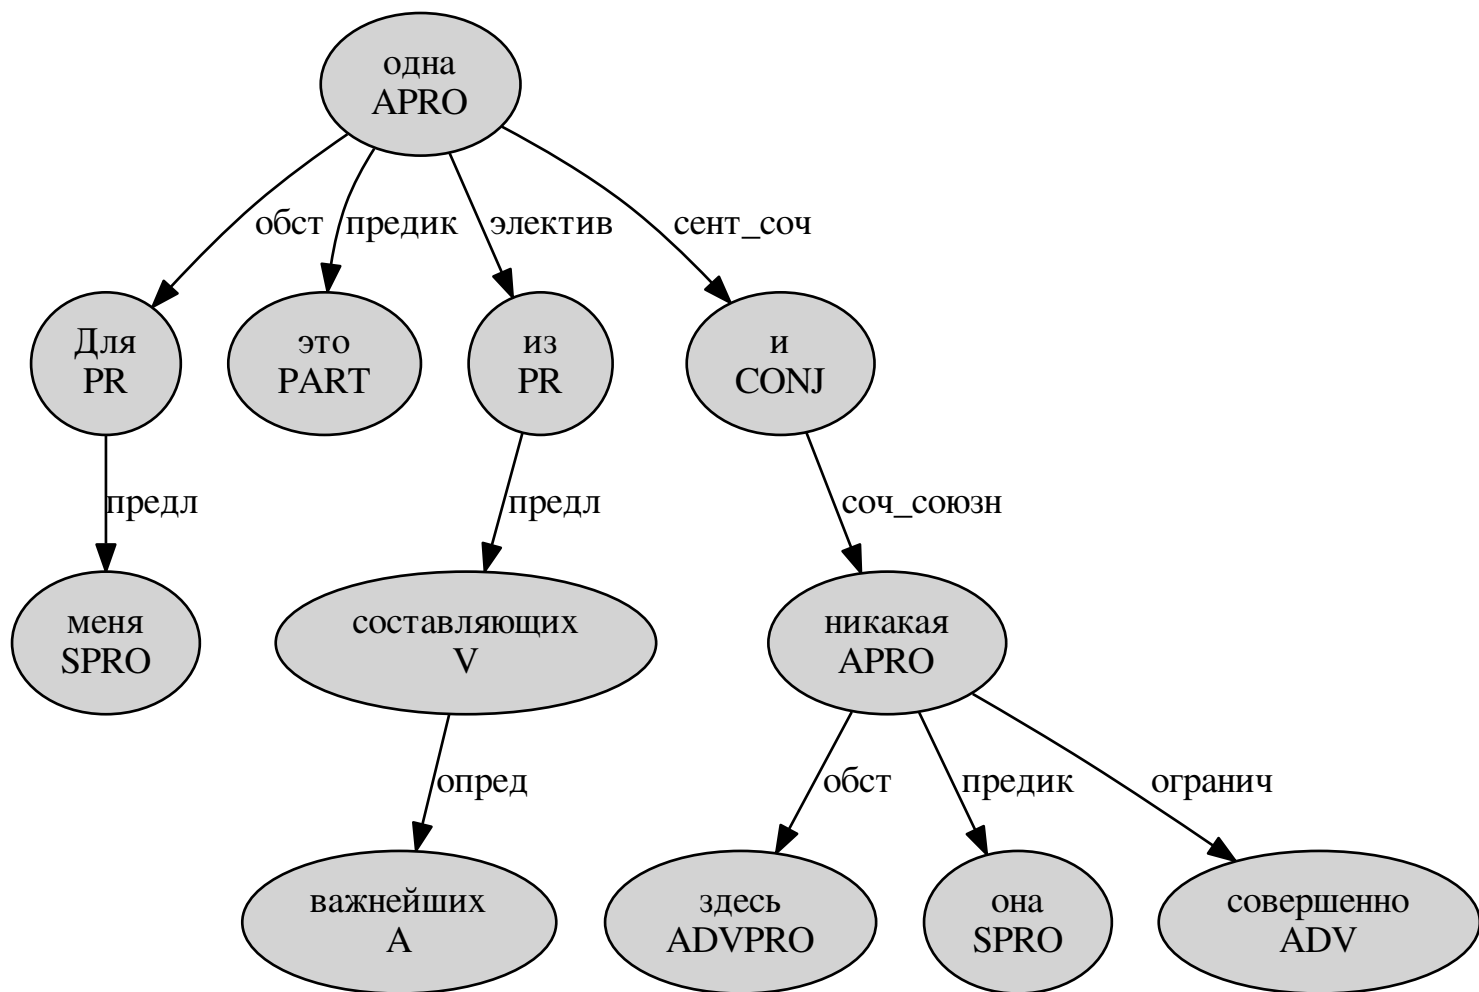 одна
APRO
обст
предик
электив
сент_соч
Для
PR
это
PART
из
PR
и
CONJ
предл
предл
соч_союзн
меня
SPRO
составляющих
V
никакая
APRO
опред
обст
предик
огранич
важнейших
A
здесь
ADVPRO
она
SPRO
совершенно
ADV